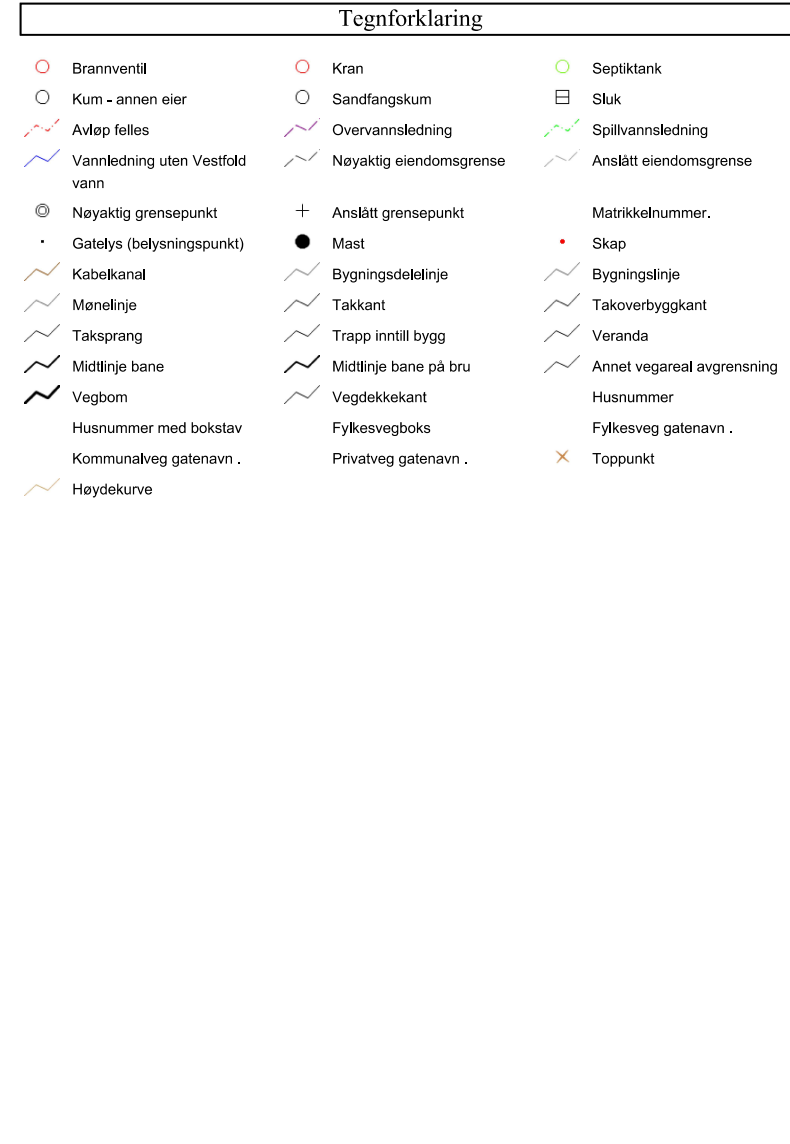 Tegnforklaring
Brannventil Kran Septiktank
Kum - annen eier Sandfangskum Sluk
Avløp felles Overvannsledning Spillvannsledning
Vannledning uten Vestfold Nøyaktig eiendomsgrense Anslått eiendomsgrense
vann
Nøyaktig grensepunkt Anslått grensepunkt Matrikkelnummer.
Gatelys (belysningspunkt) Mast Skap
Kabelkanal Bygningsdelelinje Bygningslinje
Mønelinje Takkant Takoverbyggkant
Taksprang Trapp inntill bygg Veranda
Midtlinje bane Midtlinje bane på bru Annet vegareal avgrensning
Vegbom Vegdekkekant Husnummer
Husnummer med bokstav Fylkesvegboks Fylkesveg gatenavn .
Kommunalveg gatenavn . Privatveg gatenavn . Toppunkt
Høydekurve